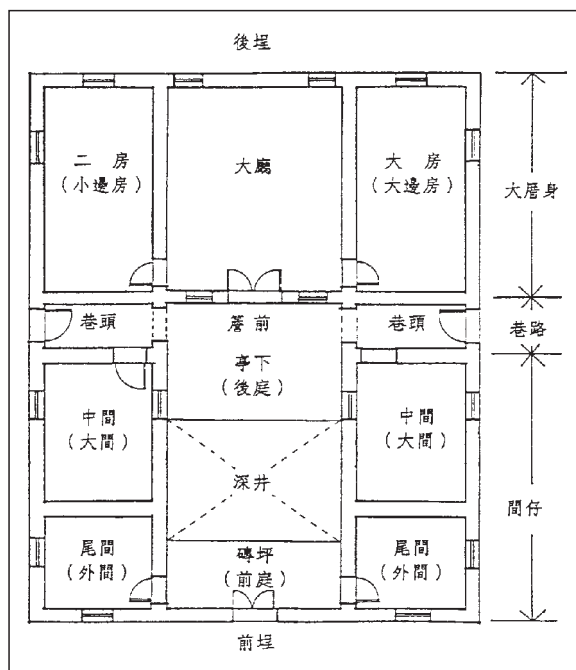 後埕
二房
（小邊房）
大廳
大房
（大邊房）
大厝身
巷頭
簷前
巷頭
巷路
亭下
（後庭）
中間
（大間）
中間
（大間）
深井
間仔
尾間
（外間）
磚坪
（前庭）
尾間
（外間）
前埕